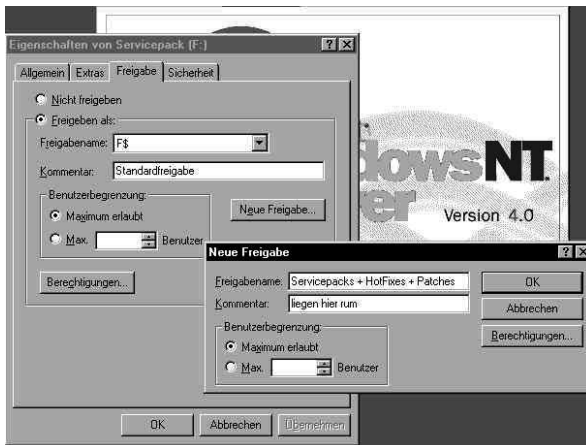 Eigenschaften von Servicepack (F:)
Allgemein Extras Freigabe Sicherheit
Nicht freigeben
Freigeben als:
Freigabename: F$
Kommentar: Standardfreigabe
Benutzerbegrenzung:
Maximum erlaubt
Max. Benutzer
Neue Freigabe...
Berechtigungen...
OK Abbrechen Übernehmen
dowsNT.
er
Version 4.0
Neue Freigabe
Freigabename: Servicepacks + HotFixes + Patches
Kommentar: liegen hier rum
Benutzerbegrenzung:
Maximum erlaubt
Max. Benutzer
OK
Abbrechen
Berechtigungen...